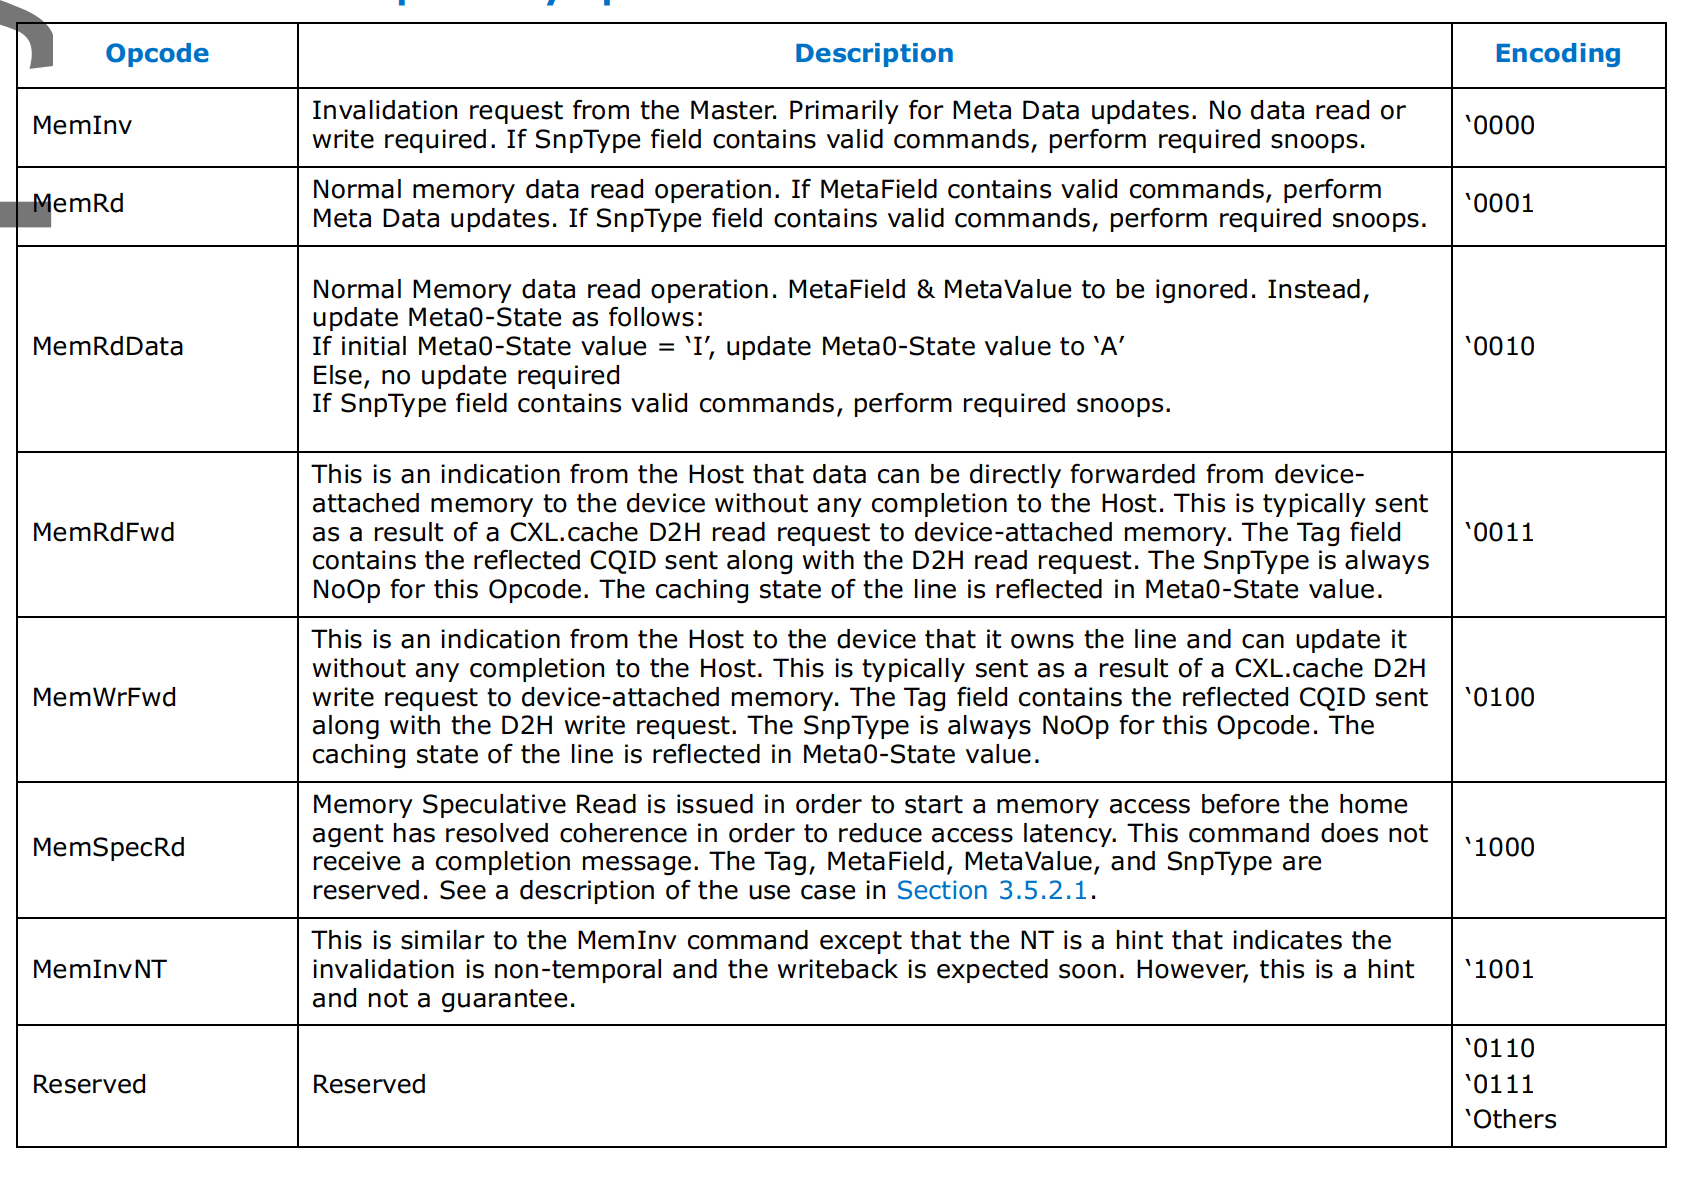 Opcode
Description
Encoding
MemInv
Invalidation request from the Master. Primarily for Meta Data updates. No data read or
write required. If SnpType field contains valid commands, perform required snoops.
‘0000
MemRd
Normal memory data read operation. If MetaField contains valid commands, perform
Meta Data updates. If SnpType field contains valid commands, perform required snoops.
‘0001
MemRdData
Normal Memory data read operation. MetaField & MetaValue to be ignored. Instead,
update Meta0-State as follows:
If initial Meta0-State value = ‘I’, update Meta0-State value to ‘A’
Else, no update required
If SnpType field contains valid commands, perform required snoops.
‘0010
MemRdFwd
This is an indication from the Host that data can be directly forwarded from device-
attached memory to the device without any completion to the Host. This is typically sent
as a result of a CXL.cache D2H read request to device-attached memory. The Tag field
contains the reflected CQID sent along with the D2H read request. The SnpType is always
NoOp for this Opcode. The caching state of the line is reflected in Meta0-State value.
‘0011
MemWrFwd
This is an indication from the Host to the device that it owns the line and can update it
without any completion to the Host. This is typically sent as a result of a CXL.cache D2H
write request to device-attached memory. The Tag field contains the reflected CQID sent
along with the D2H write request. The SnpType is always NoOp for this Opcode. The
caching state of the line is reflected in Meta0-State value.
‘0100
MemSpecRd
Memory Speculative Read is issued in order to start a memory access before the home
agent has resolved coherence in order to reduce access latency. This command does not
receive a completion message. The Tag, MetaField, MetaValue, and SnpType are
reserved. See a description of the use case in Section 3.5.2.1.
‘1000
MemInvNT
This is similar to the MemInv command except that the NT is a hint that indicates the
invalidation is non-temporal and the writeback is expected soon. However, this is a hint
and not a guarantee.
‘1001
Reserved
Reserved
‘0110
‘0111
‘Others